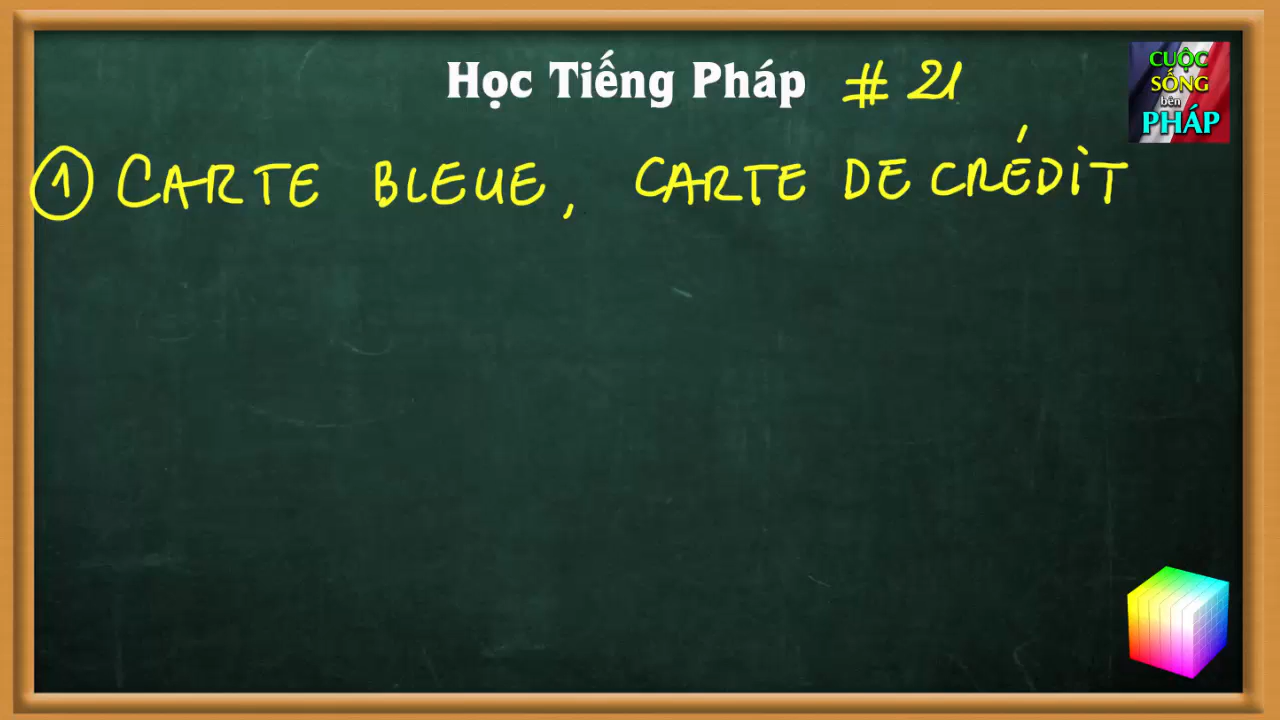 Học Tiếng Pháp # 21
CUỘC
SỐNG
bên
PHÁP
1 CARTE BLEUE, CARTE DE CRÉDIT